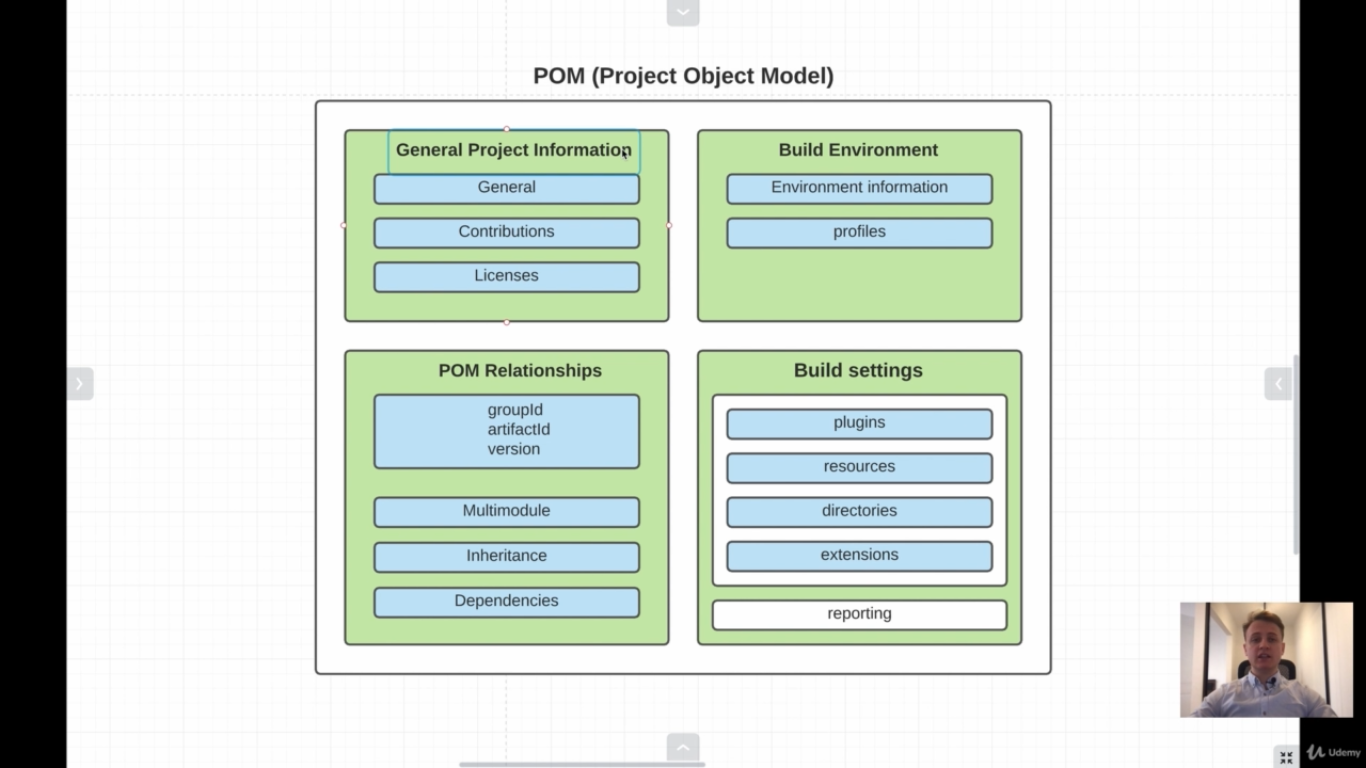 POM (Project Object Model)
General Project Information
General
Contributions
Licenses
Build Environment
Environment information
profiles
POM Relationships
groupId
artifactId
version
Multimodule
Inheritance
Dependencies
Build settings
plugins
resources
directories
extensions
reporting
Udemy